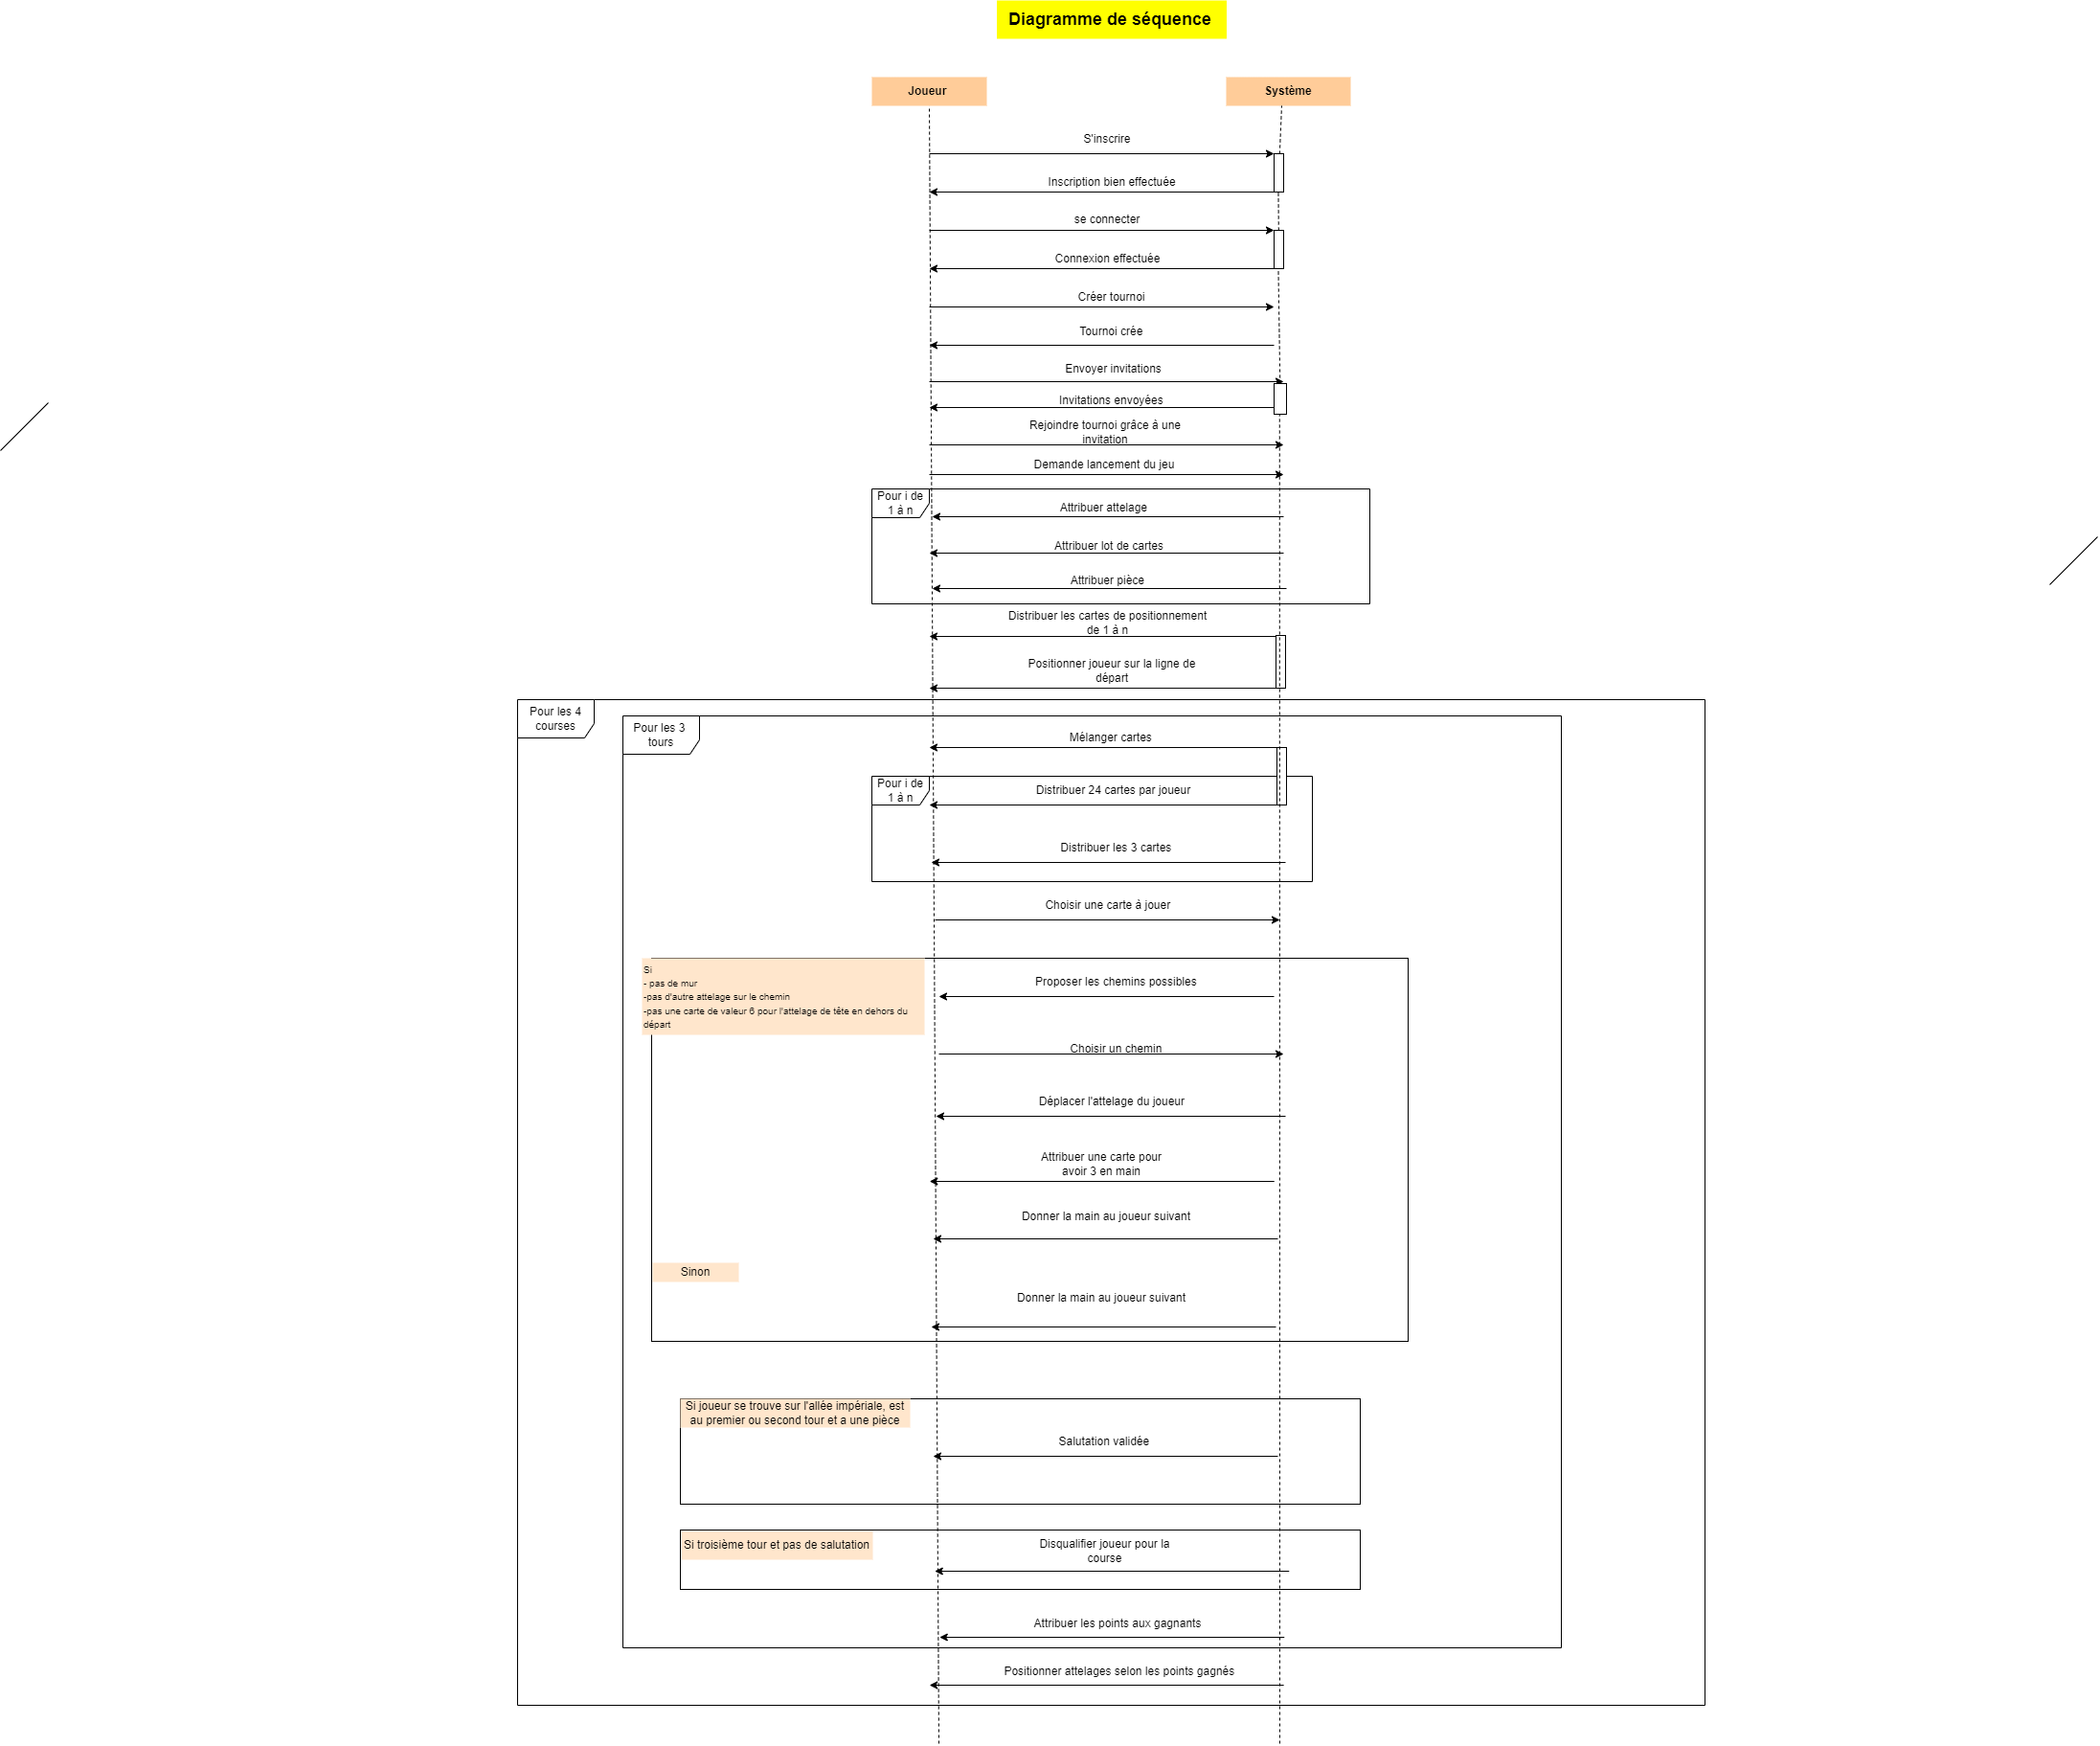 Diagramme de séquence
Joueur
Système
S'inscrire
Inscription bien effectuée
se connecter
Connexion effectuée
Créer tournoi
Tournoi crée
Envoyer invitations
Invitations envoyées
Rejoindre tournoi grâce à une
invitation
Demande lancement du jeu
Pour i de
1 à n
Attribuer attelage
Attribuer lot de cartes
Attribuer pièce
Distribuer les cartes de positionnement
de 1 à n
Positionner joueur sur la ligne de
départ
Pour les 4
courses
Pour les 3
tours
Mélanger cartes
Pour i de
1 à n
Distribuer 24 cartes par joueur
Distribuer les 3 cartes
Choisir une carte à jouer
Si
- pas de mur
-pas d'autre attelage sur le chemin
-pas une carte de valeur 6 pour l'attelage de tête en dehors du
départ
Proposer les chemins possibles
Choisir un chemin
Déplacer l'attelage du joueur
Attribuer une carte pour
avoir 3 en main
Donner la main au joueur suivant
Sinon
Donner la main au joueur suivant
Si joueur se trouve sur l'allée impériale, est
au premier ou second tour et a une pièce
Salutation validée
Si troisième tour et pas de salutation
Disqualifier joueur pour la
course
Attribuer les points aux gagnants
Positionner attelages selon les points gagnés